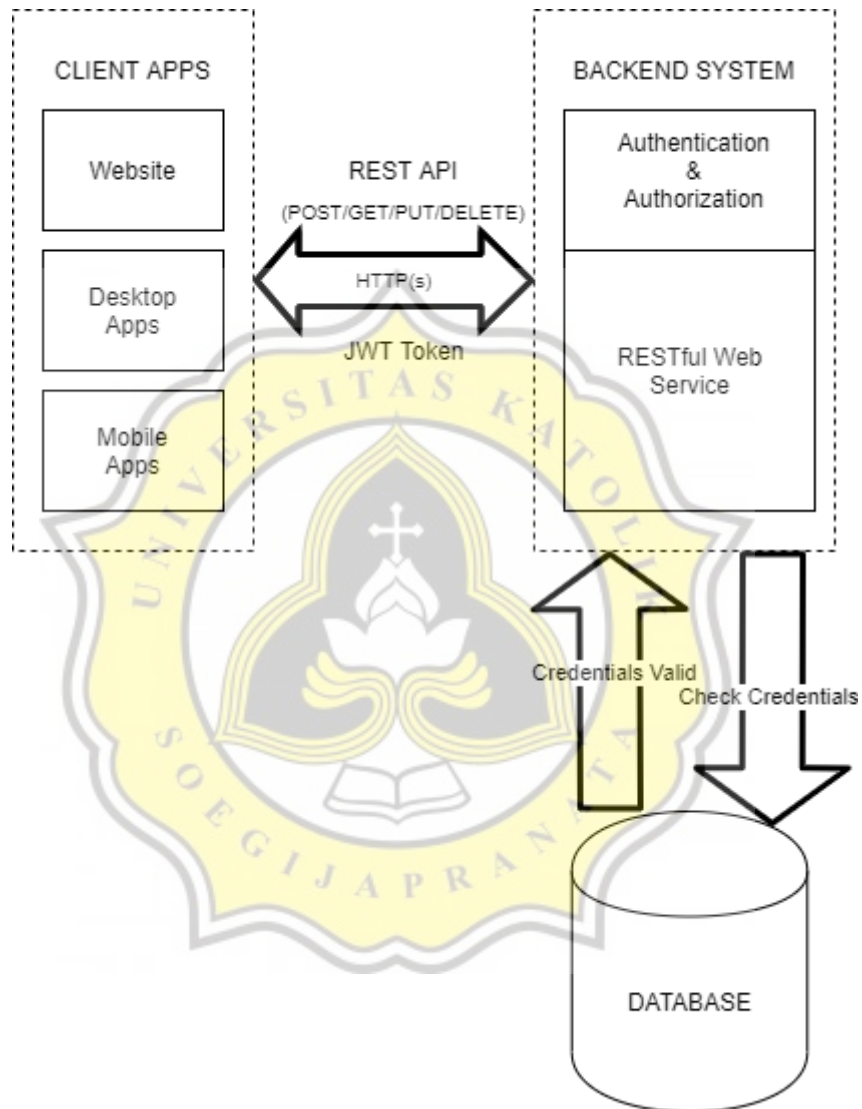 CLIENT APPS
Website
Desktop
Apps
Mobile
Apps
REST API
(POST/GET/PUT/DELETE)
HTTP(s)
JWT Token
BACKEND SYSTEM
Authentication
&
Authorization
RESTful Web
Service
Credentials Valid
Check Credentials
DATABASE
UNIVERSITAS KATOLIK
SOEGIJAPRANATA